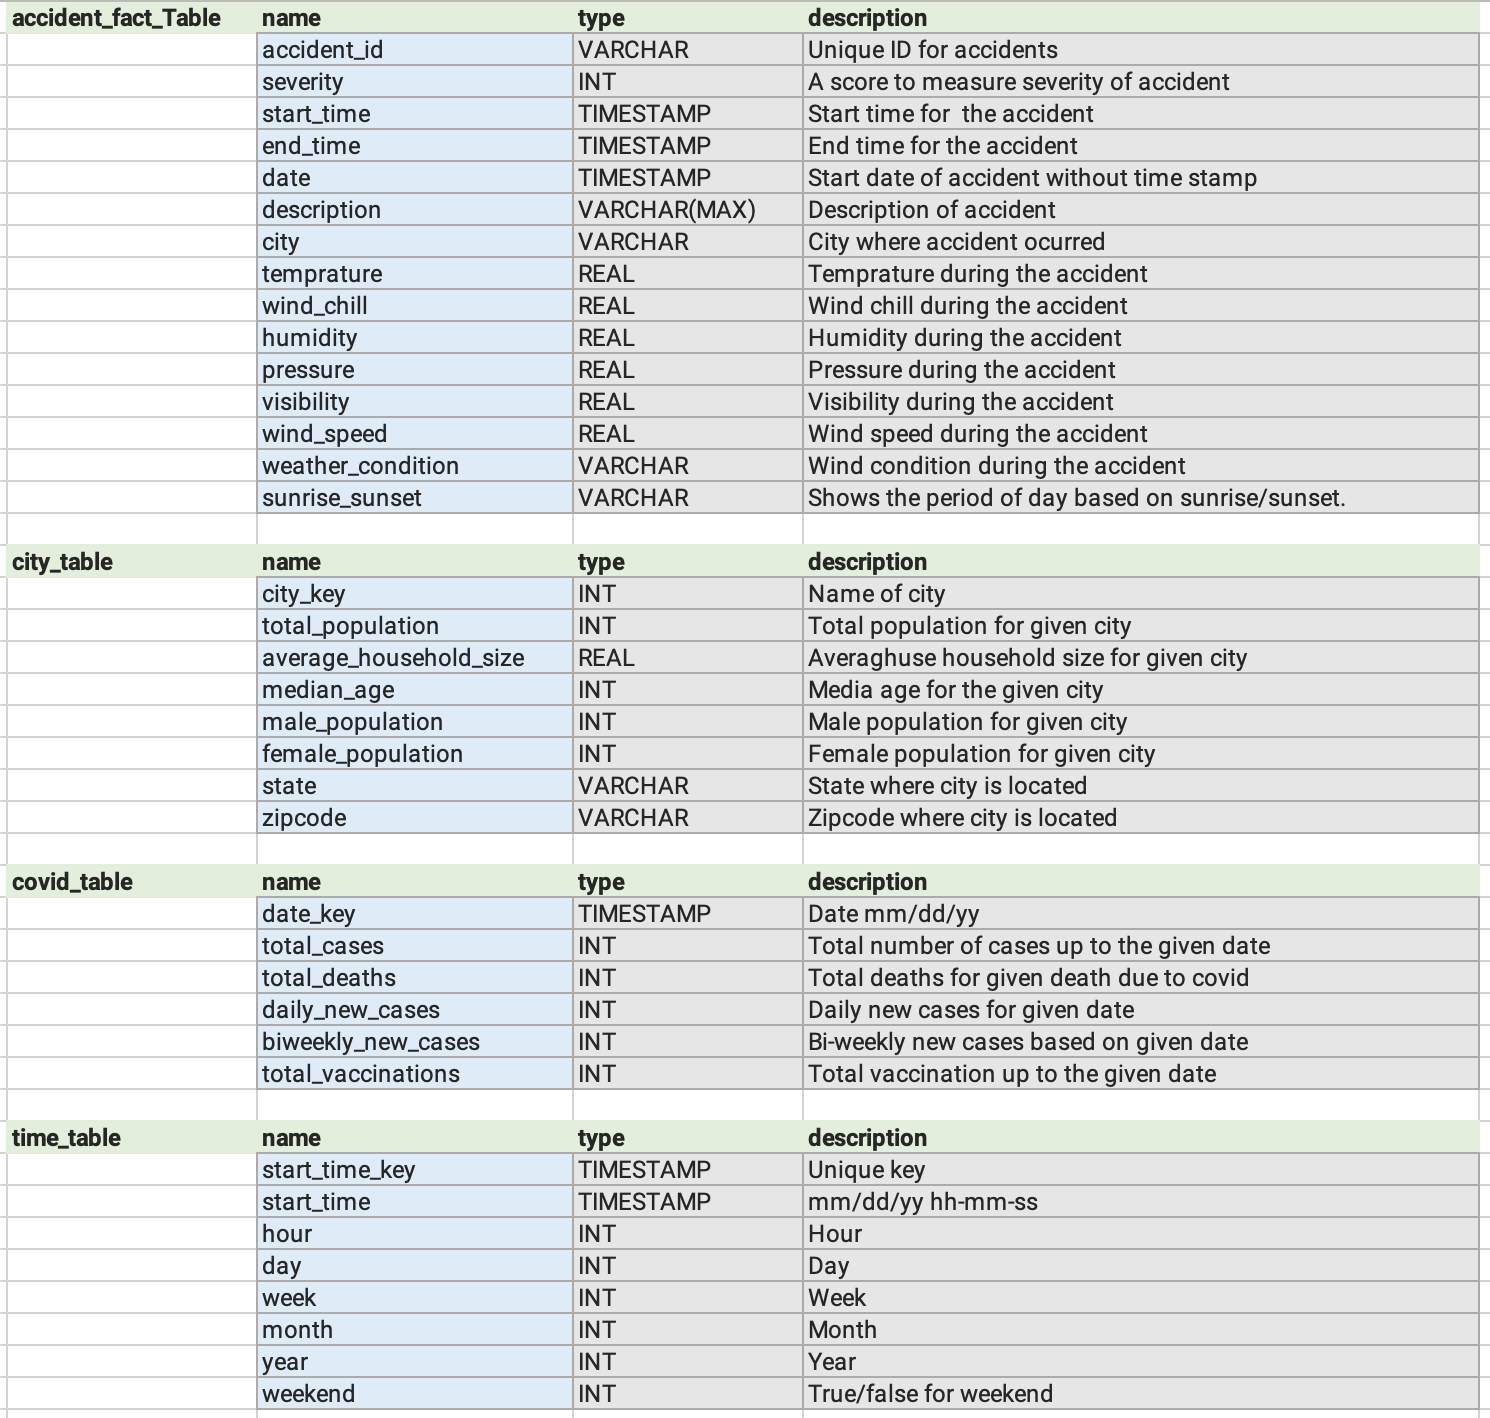 accident_fact_Table name type description
accident_id VARCHAR Unique ID for accidents
severity INT A score to measure severity of accident
start_time TIMESTAMP Start time for  the accident
end_time TIMESTAMP End time for the accident
date TIMESTAMP Start date of accident without time stamp
description VARCHAR(MAX) Description of accident
city VARCHAR City where accident ocurred
temprature REAL Temprature during the accident
wind_chill REAL Wind chill during the accident
humidity REAL Humidity during the accident
pressure REAL Pressure during the accident
visibility REAL Visibility during the accident
wind_speed REAL Wind speed during the accident
weather_condition VARCHAR Wind condition during the accident
sunrise_sunset VARCHAR Shows the period of day based on sunrise/sunset.
city_table name type description
city_key INT Name of city
total_population INT Total population for given city
average_household_size REAL Averaghuse household size for given city
median_age INT Media age for the given city
male_population INT Male population for given city
female_population INT Female population for given city
state VARCHAR State where city is located
zipcode VARCHAR Zipcode where city is located
covid_table name type description
date_key TIMESTAMP Date mm/dd/yy
total_cases INT Total number of cases up to the given date
total_deaths INT Total deaths for given death due to covid
daily_new_cases INT Daily new cases for given date
biweekly_new_cases INT Bi-weekly new cases based on given date
total_vaccinations INT Total vaccination up to the given date
time_table name type description
start_time_key TIMESTAMP Unique key
start_time TIMESTAMP mm/dd/yy hh-mm-ss
hour INT Hour
day INT Day
week INT Week
month INT Month
year INT Year
weekend INT True/false for weekend